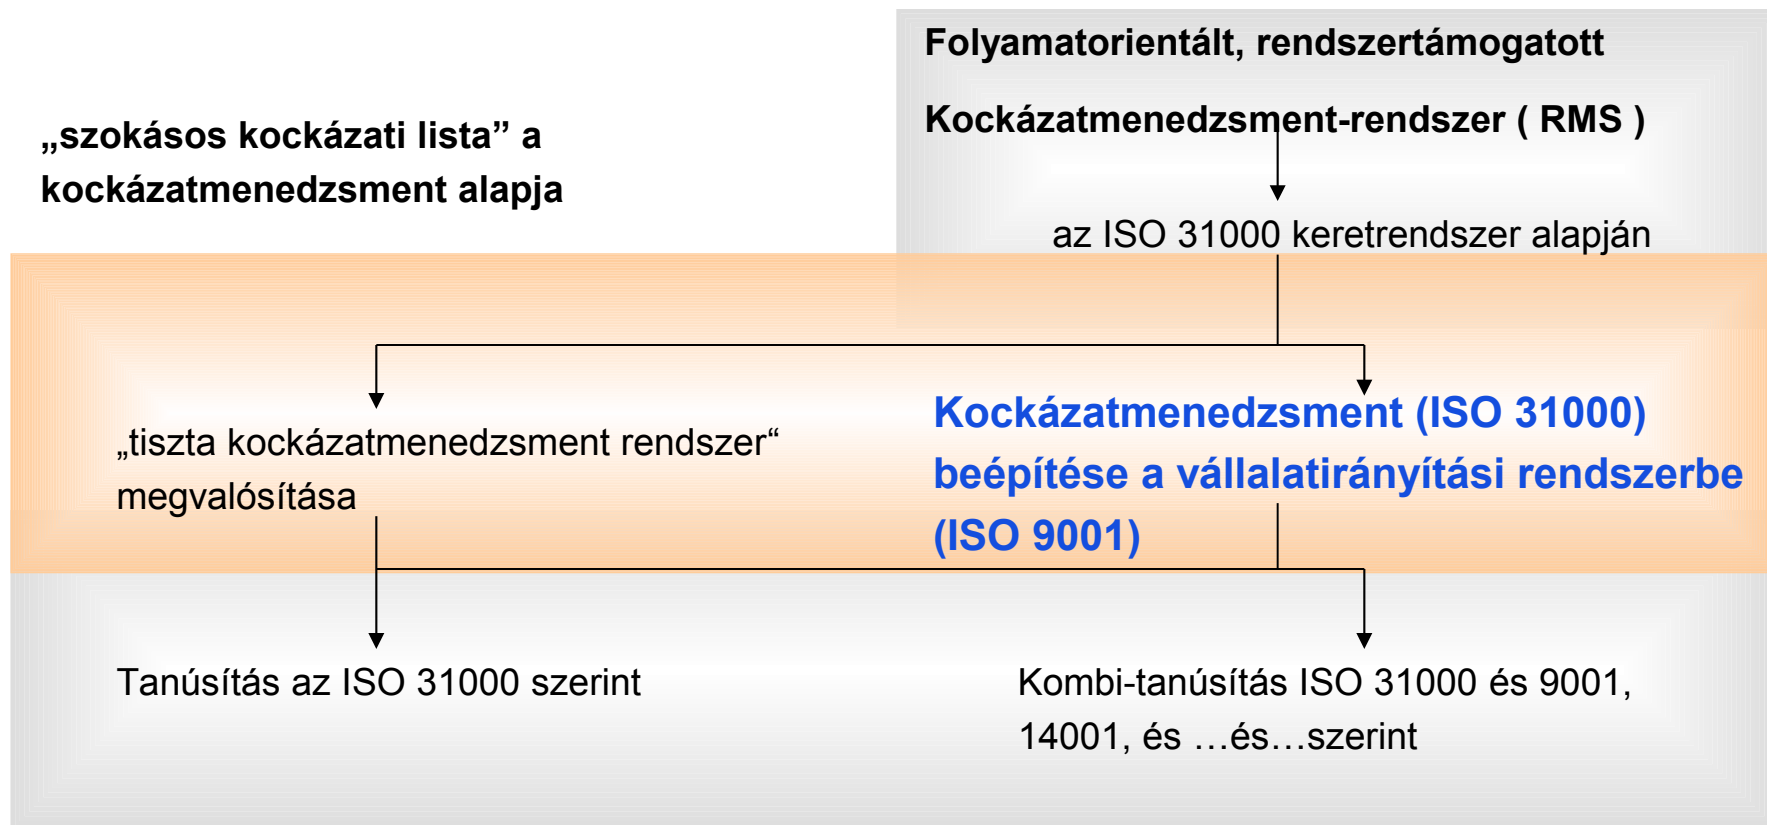 Folyamatorientált, rendszertámogatott
Kockázatmenedzsment-rendszer ( RMS )
„szokásos kockázati lista” a
kockázatmenedzsment alapja
az ISO 31000 keretrendszer alapján
„tiszta kockázatmenedzsment rendszer“
megvalósítása
Kockázatmenedzsment (ISO 31000)
beépítése a vállalatirányítási rendszerbe
(ISO 9001)
Tanúsítás az ISO 31000 szerint
Kombi-tanúsítás ISO 31000 és 9001,
14001, és …és…szerint